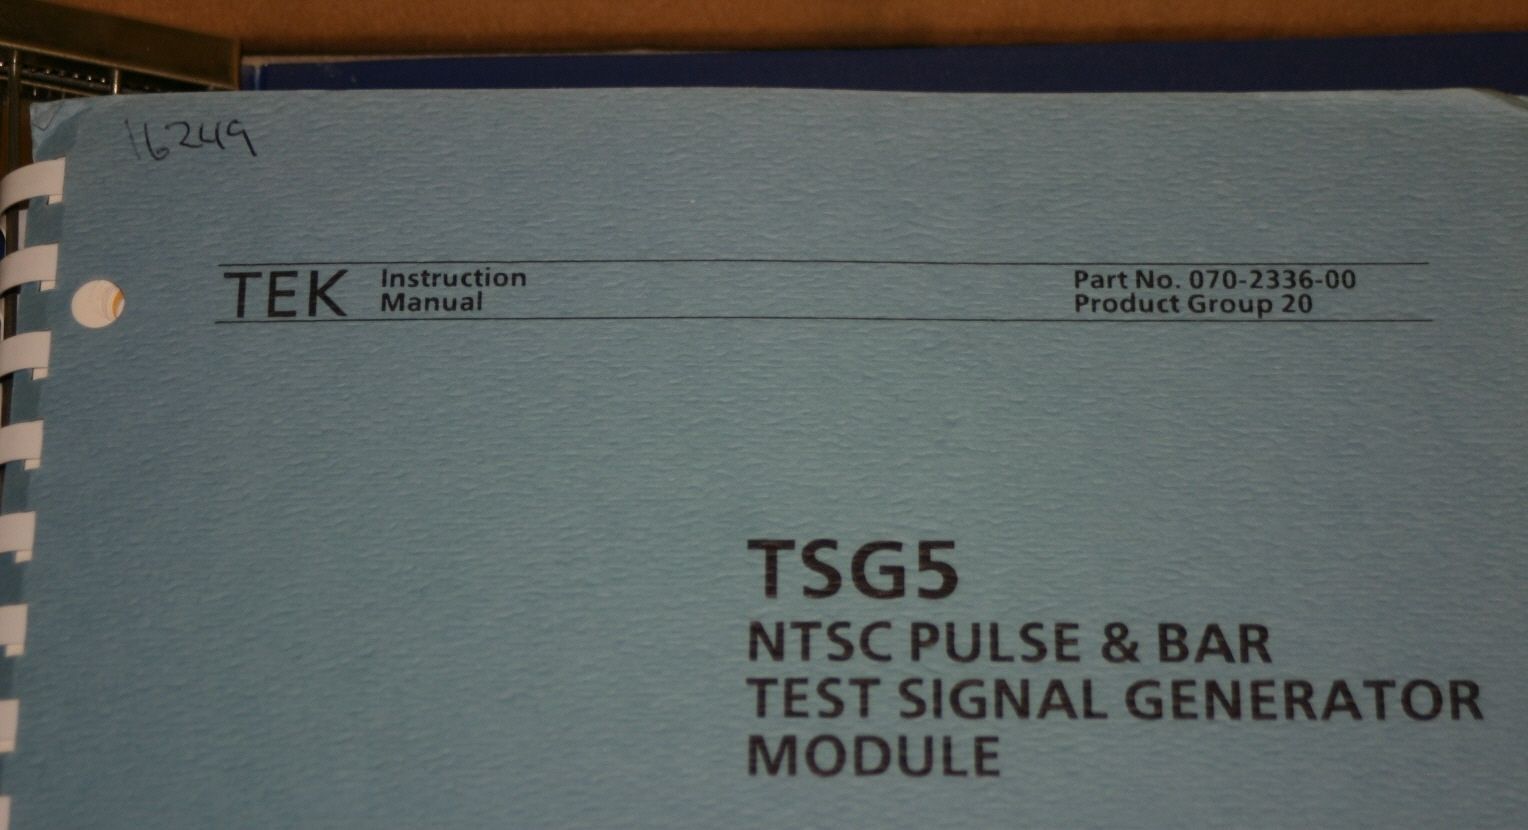 16249
TEK Instruction Manual
Part No. 070-2336-00
Product Group 20
TSG5
NTSC PULSE & BAR
TEST SIGNAL GENERATOR
MODULE